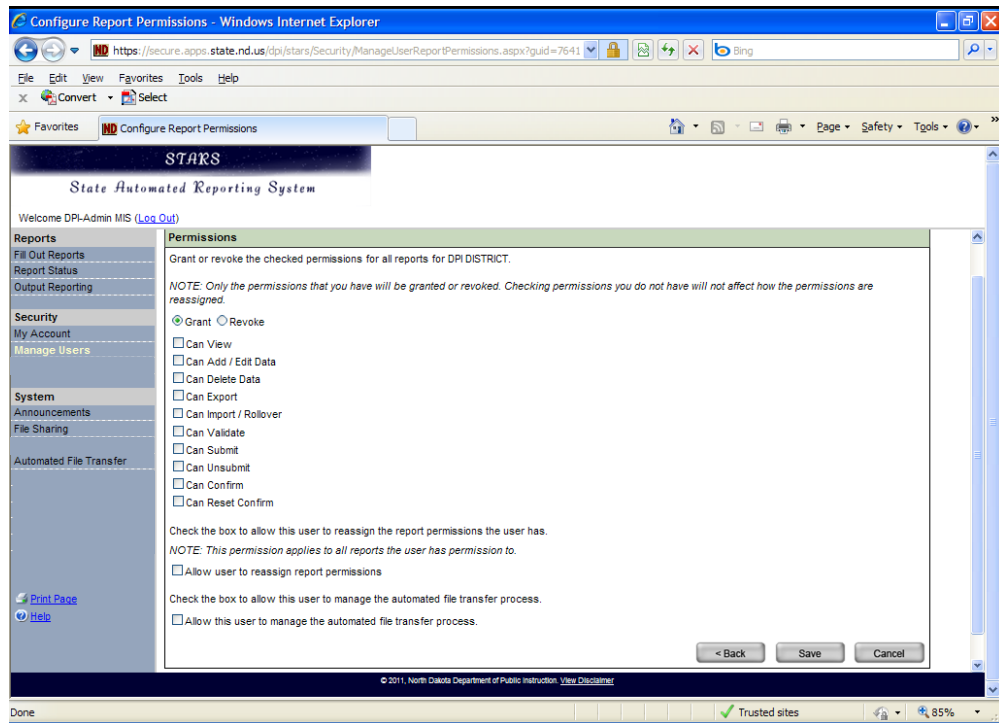 Configure Report Permissions - Windows Internet Explorer
https://secure.apps.state.nd.us/dpi/stars/Security/ManageUserReportPermissions.aspx?guid=7641
Bing
File Edit View Favorites Tools Help
x Convert Select
Favorites ND Configure Report Permissions Page Safety Tools
STARS
State Automated Reporting System
Welcome DPI-Admin MIS (Log Out)
Reports
Fill Out Reports
Report Status
Output Reporting
Security
My Account
Manage Users
System
Announcements
File Sharing
Automated File Transfer
Print Page
Help
Permissions
Grant or revoke the checked permissions for all reports for DPI DISTRICT.
NOTE: Only the permissions that you have will be granted or revoked. Checking permissions you do not have will not affect how the permissions are
reassigned.
Grant Revoke
Can View
Can Add / Edit Data
Can Delete Data
Can Export
Can Import / Rollover
Can Validate
Can Submit
Can Unsubmit
Can Confirm
Can Reset Confirm
Check the box to allow this user to reassign the report permissions the user has.
NOTE: This permission applies to all reports the user has permission to.
Allow user to reassign report permissions
Check the box to allow this user to manage the automated file transfer process.
Allow this user to manage the automated file transfer process.
< Back Save Cancel
© 2011, North Dakota Department of Public Instruction. View Disclaimer
Done Trusted sites 85%